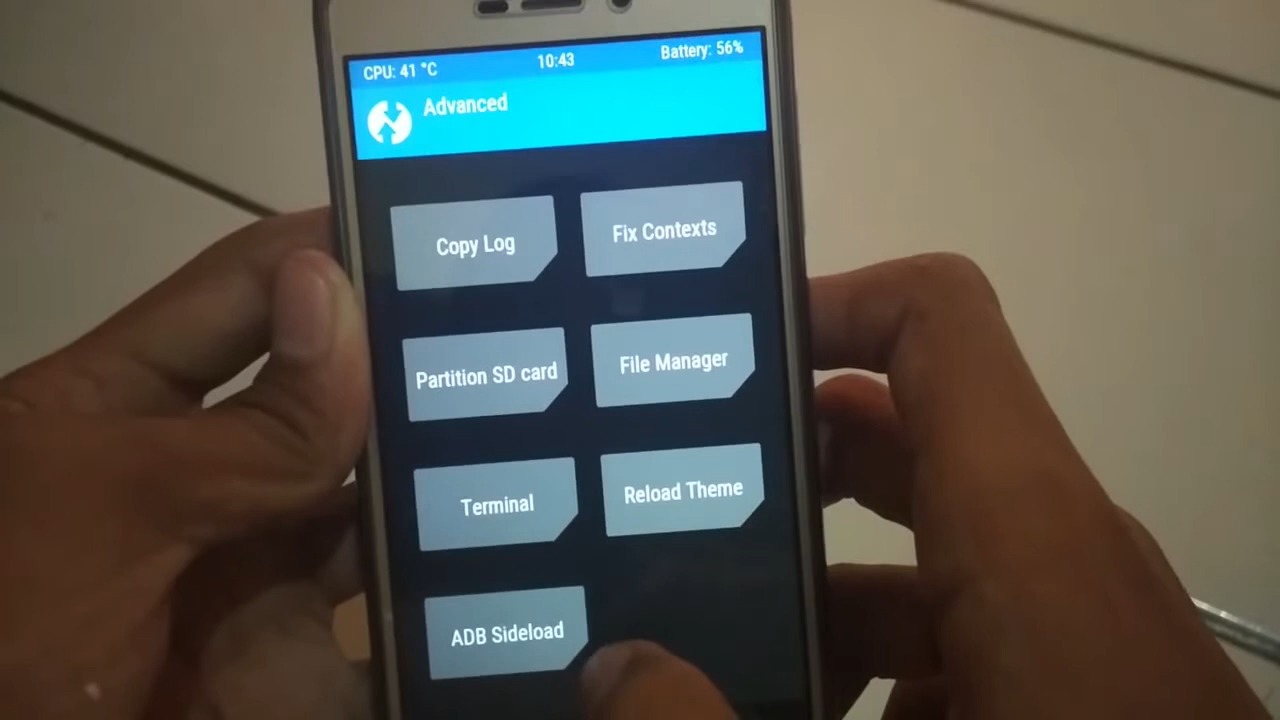 CPU: 41 °C 10:43 Battery: 56%
Advanced
Copy Log Fix Contexts
Partition SD card File Manager
Terminal Reload Theme
ADB Sideload